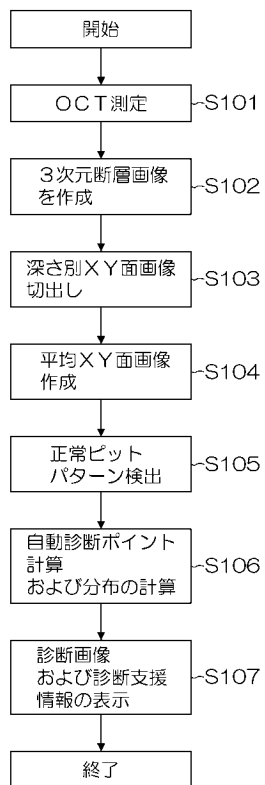 開始
OCT測定
S101
3次元断層画像
を作成
S102
深さ別XY面画像
切出し
S103
平均XY面画像
作成
S104
正常ピット
パターン検出
S105
自動診断ポイント
計算
および分布の計算
S106
診断画像
および診断支援
情報の表示
S107
終了